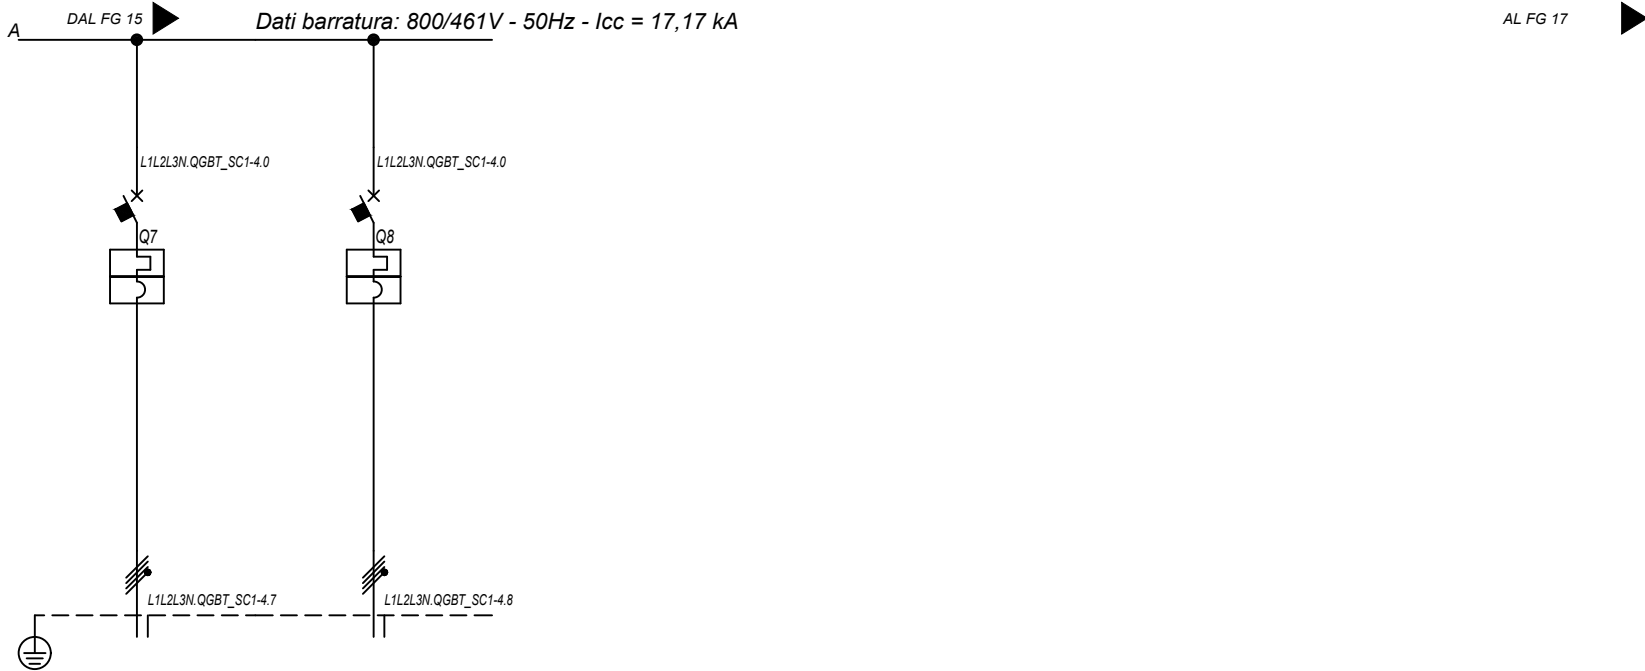 DAL FG 15
Dati barratura: 800/461V - 50Hz - Icc = 17,17 kA
AL FG 17
A
L1L2L3N.QGBT_SC1-4.0
L1L2L3N.QGBT_SC1-4.0
Q7
Q8
L1L2L3N.QGBT_SC1-4.7
L1L2L3N.QGBT_SC1-4.8